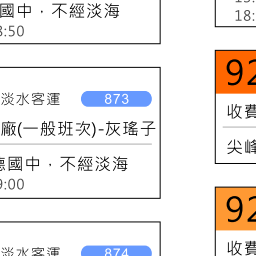 國中，不經淡海
8:50
淡水客運 873
廠(一般班次)-灰瑤子
德國中，不經淡海
9:00
淡水客運 874
18:
92
收費
尖峰
92
收費